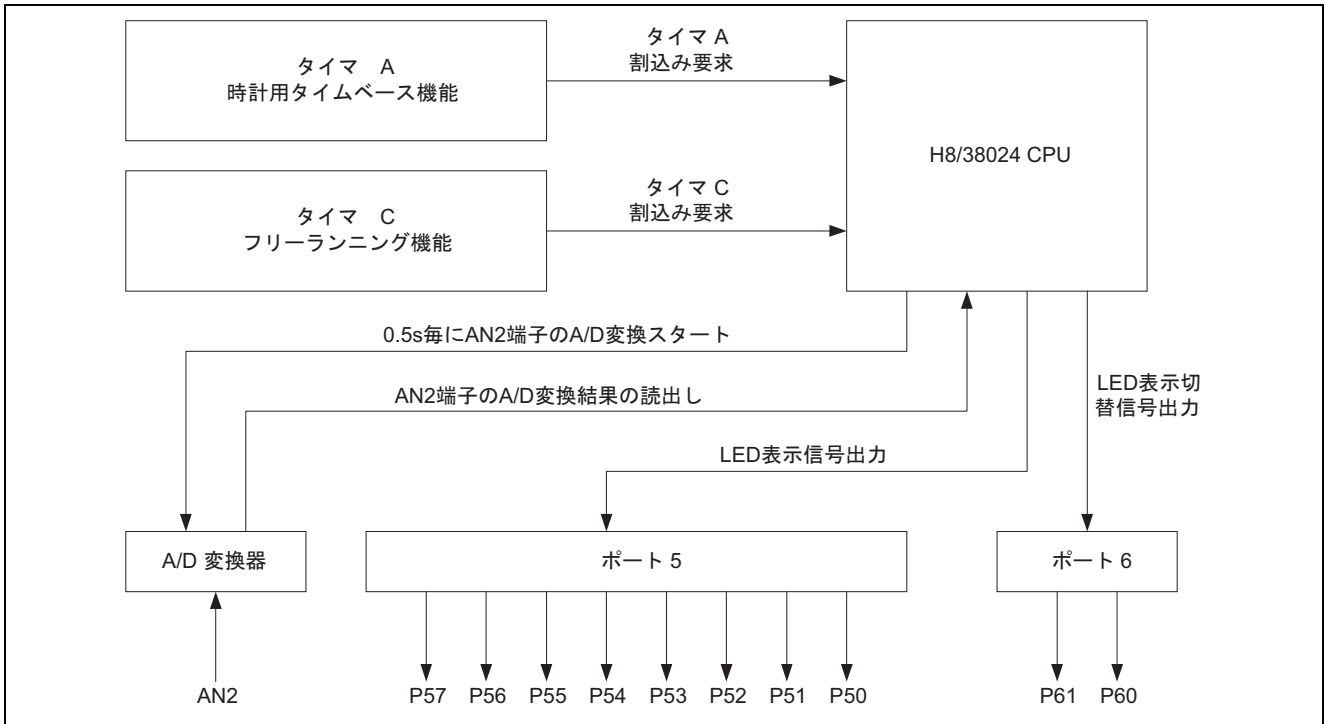 タイマ A
時計用タイムベース機能
タイマ A
割込み要求
H8/38024 CPU
タイマ C
フリーランニング機能
タイマ C
割込み要求
0.5s毎にAN2端子のA/D変換スタート
AN2端子のA/D変換結果の読出し
LED表示切
替信号出力
LED表示信号出力
A/D 変換器
ポート 5
ポート 6
AN2
P57 P56 P55 P54 P53 P52 P51 P50
P61 P60